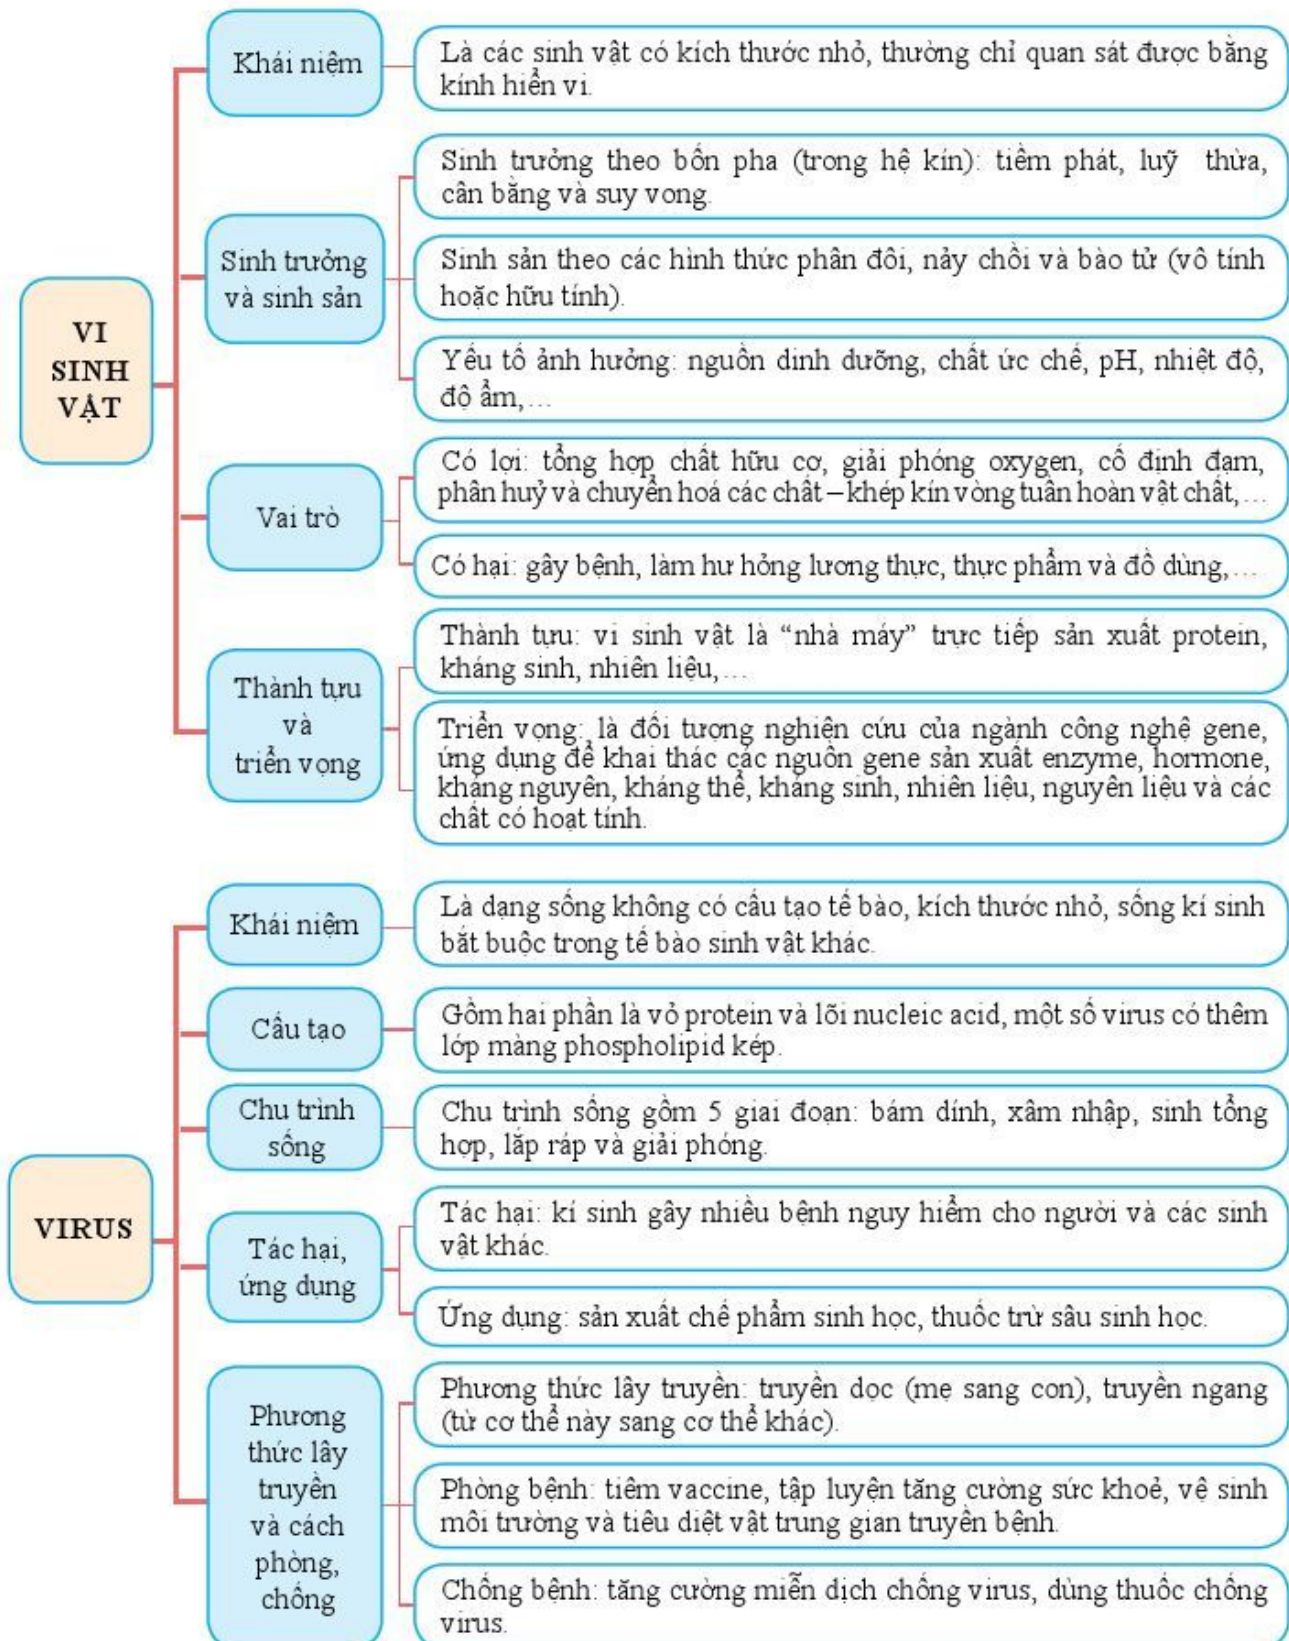 Khái niệm
Là các sinh vật có kích thước nhỏ, thường chỉ quan sát được bằng
kính hiển vi.
Sinh trưởng
và sinh sản
Sinh trưởng theo bốn pha (trong hệ kín): tiềm phát, luỹ thừa,
cân bằng và suy vong.
Sinh sản theo các hình thức phân đôi, nảy chồi và bào tử (vô tính
hoặc hữu tính).
Yếu tố ảnh hưởng: nguồn dinh dưỡng, chất ức chế, pH, nhiệt độ,
độ ẩm,…
VI
SINH
VẬT
Vai trò
Có lợi: tổng hợp chất hữu cơ, giải phóng oxygen, cố định đạm,
phân huỷ và chuyển hoá các chất – khép kín vòng tuần hoàn vật chất,…
Có hại: gây bệnh, làm hư hỏng lương thực, thực phẩm và đồ dùng,…
Thành tựu
và
triển vọng
Thành tựu: vi sinh vật là “nhà máy” trực tiếp sản xuất protein,
kháng sinh, nhiên liệu,…
Triển vọng: là đối tượng nghiên cứu của ngành công nghệ gene,
ứng dụng để khai thác các nguồn gene sản xuất enzyme, hormone,
kháng nguyên, kháng thể, kháng sinh, nhiên liệu, nguyên liệu và các
chất có hoạt tính.
Khái niệm
Là dạng sống không có cấu tạo tế bào, kích thước nhỏ, sống kí sinh
bắt buộc trong tế bào sinh vật khác.
Cấu tạo
Gồm hai phần là vỏ protein và lõi nucleic acid, một số virus có thêm
lớp màng phospholipid kép.
Chu trình
sống
Chu trình sống gồm 5 giai đoạn: bám dính, xâm nhập, sinh tổng
hợp, lắp ráp và giải phóng.
VIRUS
Tác hại,
ứng dụng
Tác hại: kí sinh gây nhiều bệnh nguy hiểm cho người và các sinh
vật khác.
Ứng dụng: sản xuất chế phẩm sinh học, thuốc trừ sâu sinh học.
Phương
thức lây
truyền
và cách
phòng,
chống
Phương thức lây truyền: truyền dọc (mẹ sang con), truyền ngang
(từ cơ thể này sang cơ thể khác).
Phòng bệnh: tiêm vaccine, tập luyện tăng cường sức khoẻ, vệ sinh
môi trường và tiêu diệt vật trung gian truyền bệnh.
Chống bệnh: tăng cường miễn dịch chống virus, dùng thuốc chống
virus.